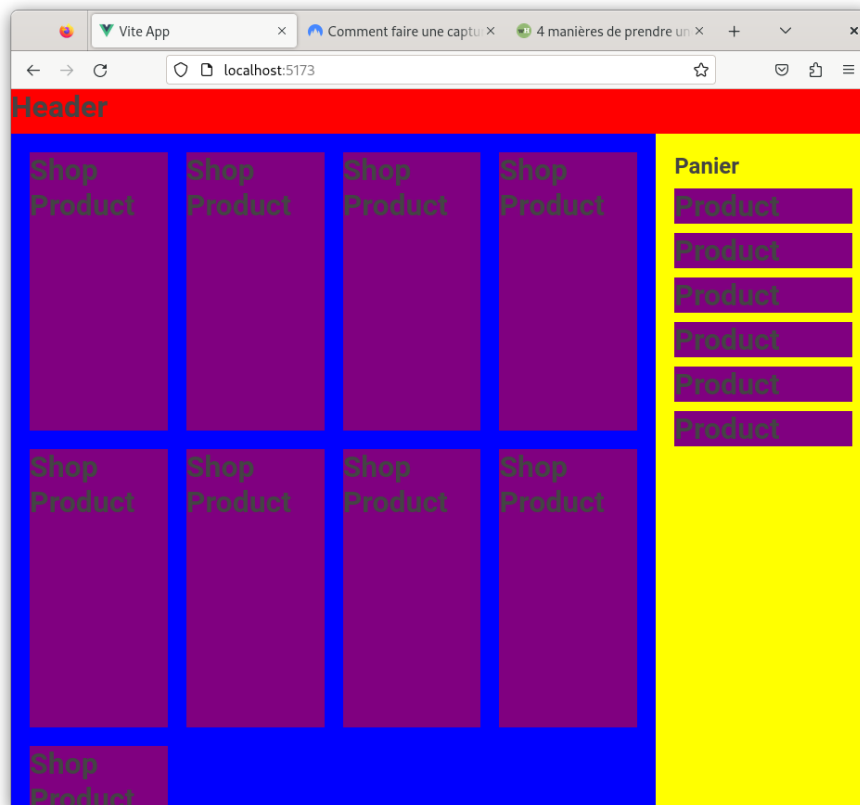 Vite App
Comment faire une captu
4 manières de prendre un
localhost:5173
Header
Shop
Product
Shop
Product
Shop
Product
Shop
Product
Panier
Product
Product
Product
Product
Product
Product
Shop
Product
Shop
Product
Shop
Product
Shop
Product
Shop
Product